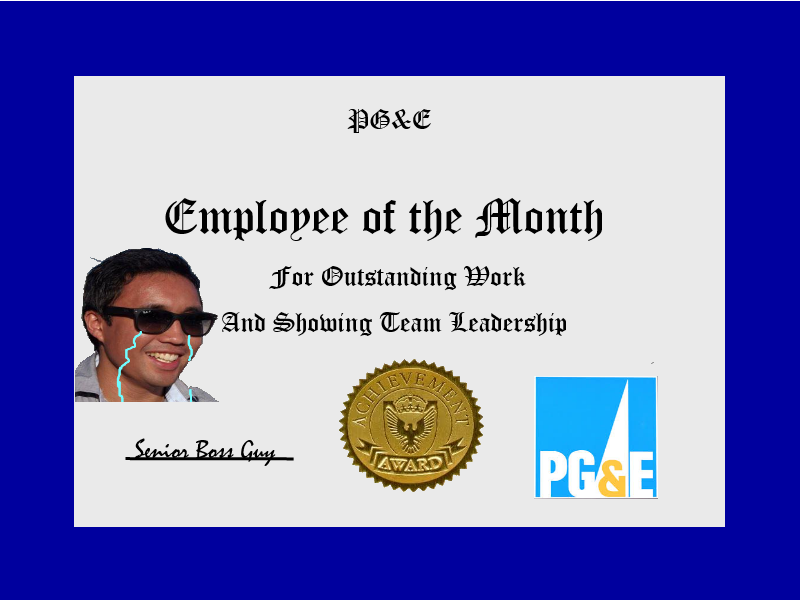 PG&E
Employee of the Month
For Outstanding Work
And Showing Team Leadership
Senior Boss Guy
ACHIEVEMENT
AWARD
PG&E